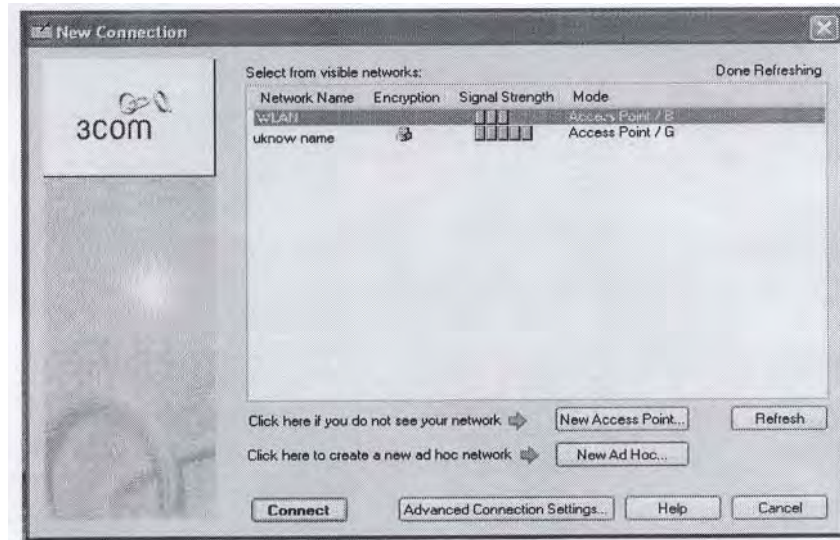 New Connection
3com
Select from visible networks: Done Refreshing
Network Name Encryption Signal Strength Mode
WLAN Access Point / B
uknow name Access Point / G
Click here if you do not see your network New Access Point... Refresh
Click here to create a new ad hoc network New Ad Hoc...
Connect Advanced Connection Settings... Help Cancel